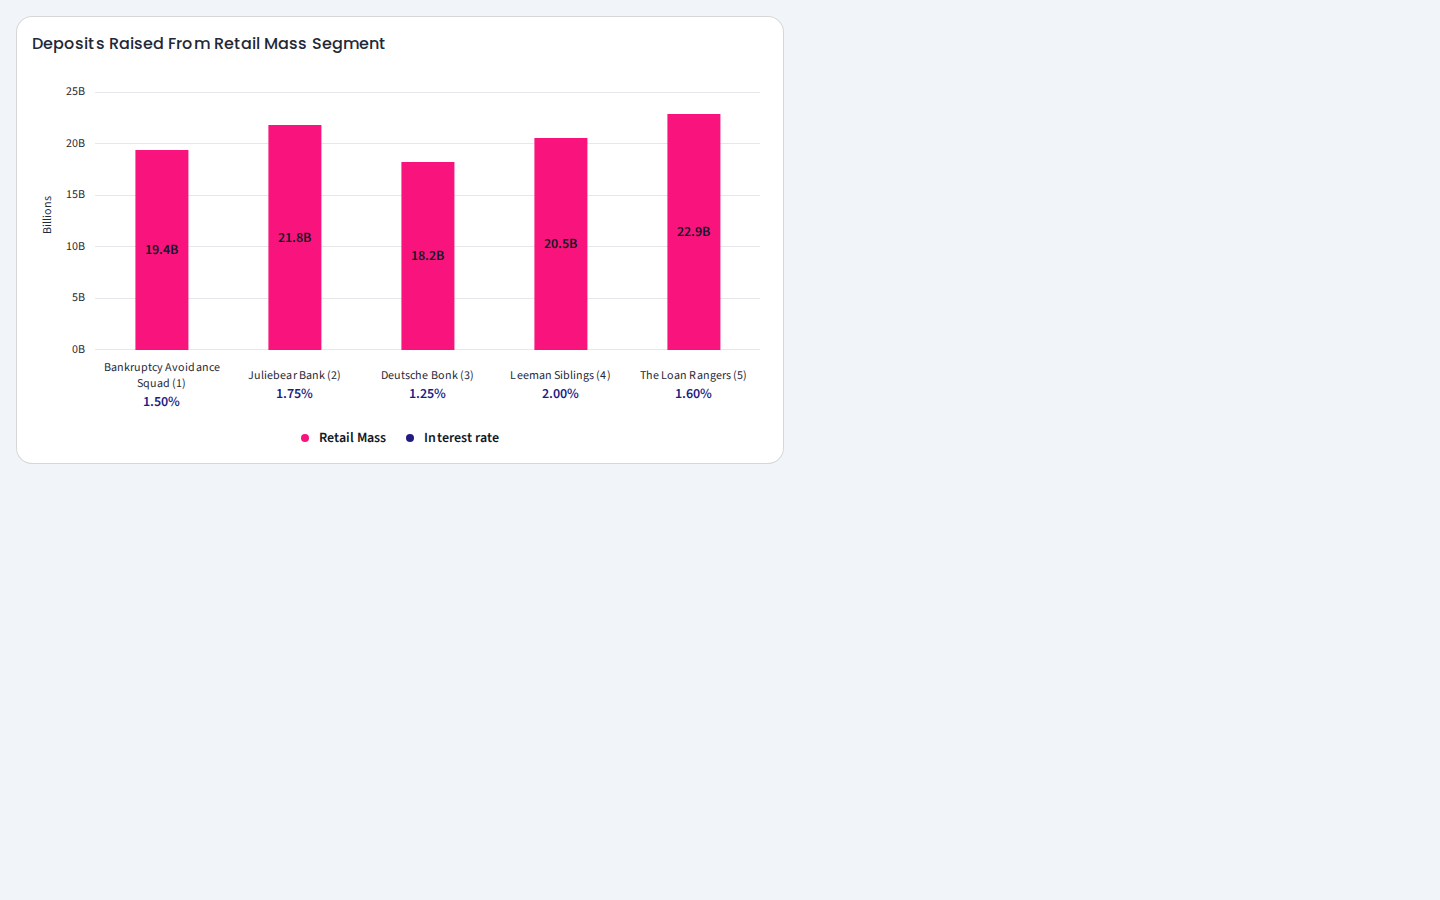 Deposits Raised From Retail Mass Segment
25B
20B
15B
10B
5B
0B
Billions
19.4B
21.8B
18.2B
20.5B
22.9B
Bankruptcy Avoidance
Squad (1)
1.50%
Juliebear Bank (2)
1.75%
Deutsche Bonk (3)
1.25%
Leeman Siblings (4)
2.00%
The Loan Rangers (5)
1.60%
Retail Mass
Interest rate